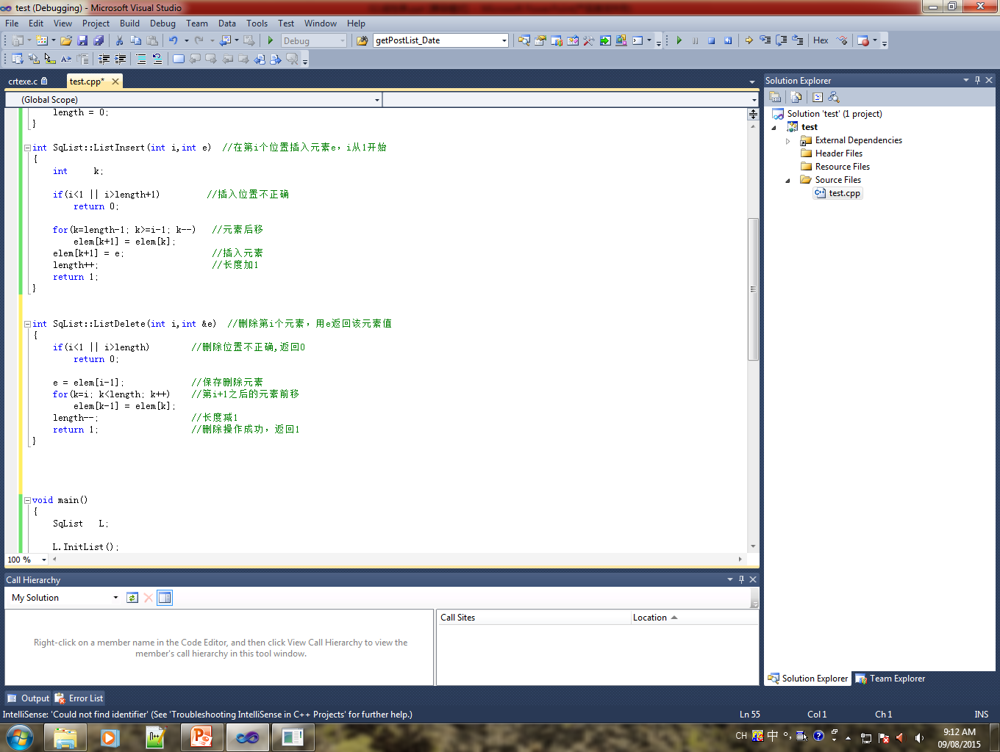 test (Debugging) - Microsoft Visual Studio
File Edit View Project Build Debug Team Data Tools Test Window Help
Debug getPostList_Date Hex
crtexe.c test.cpp*
(Global Scope)
length = 0;
}
int SqList::ListInsert(int i,int e) //在第i个位置插入元素e，i从1开始
{
int k;
if(i<1 || i>length+1) //插入位置不正确
return 0;
for(k=length-1; k>=i-1; k--) //元素后移
elem[k+1] = elem[k];
elem[k+1] = e; //插入元素
length++; //长度加1
return 1;
}
int SqList::ListDelete(int i,int &e) //删除第i个元素，用e返回该元素值
{
if(i<1 || i>length) //删除位置不正确,返回0
return 0;
e = elem[i-1]; //保存删除元素
for(k=i; k<length; k++) //第i+1之后的元素前移
elem[k-1] = elem[k];
length--; //长度减1
return 1; //删除操作成功，返回1
}
void main()
{
SqList L;
L.InitList();
100 %
Solution Explorer
Solution 'test' (1 project)
test
External Dependencies
Header Files
Resource Files
Source Files
test.cpp
Call Hierarchy
My Solution
Right-click on a member name in the Code Editor, and then click View Call Hierarchy to view the
member's call hierarchy in this tool window.
Call Sites Location
Solution Explorer Team Explorer
Output Error List
IntelliSense: 'Could not find identifier' (See 'Troubleshooting IntelliSense in C++ Projects' for further help.) Ln 55 Col 1 Ch 1 INS
CH 中
9:12 AM
09/08/2015